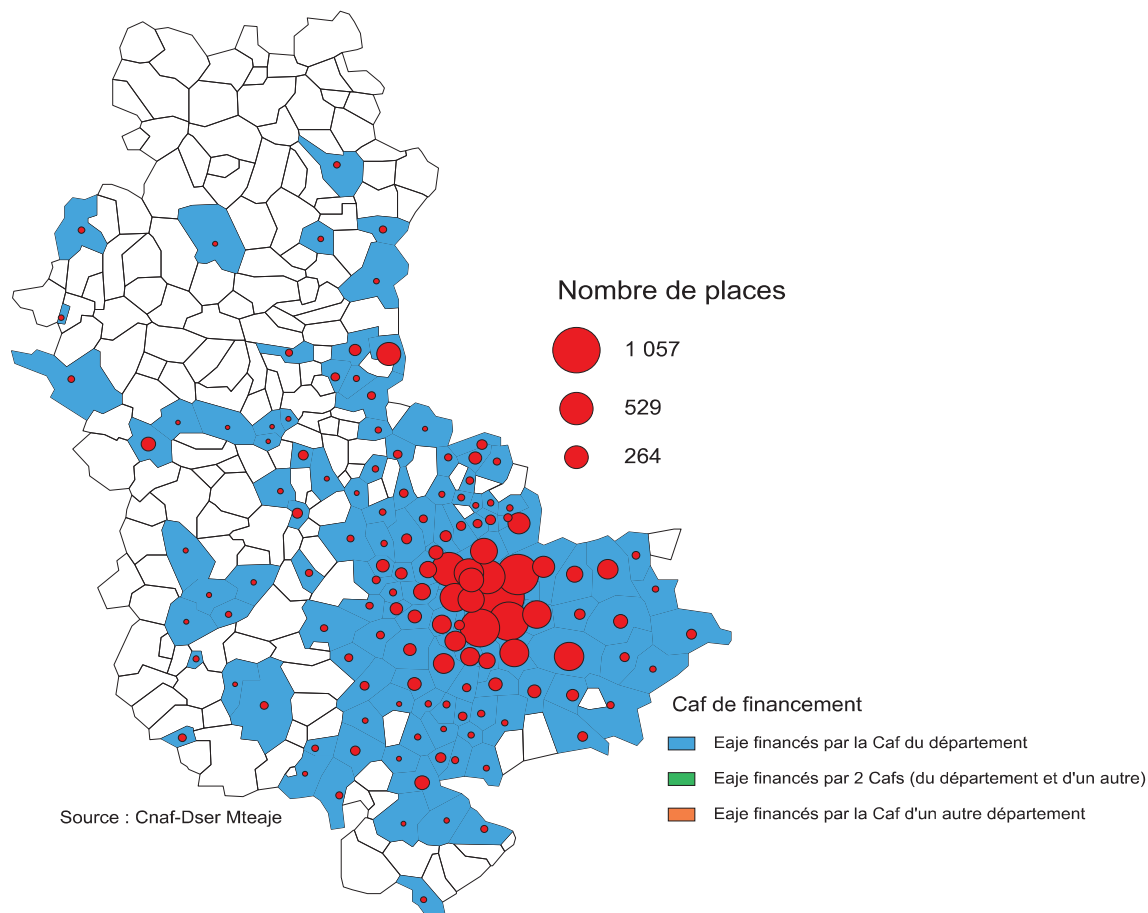 Nombre de places
1 057
529
264
Caf de financement
Eaje financés par la Caf du département
Eaje financés par 2 Cafs (du département et d'un autre)
Eaje financés par la Caf d'un autre département
Source : Cnaf-Dser Mteaje